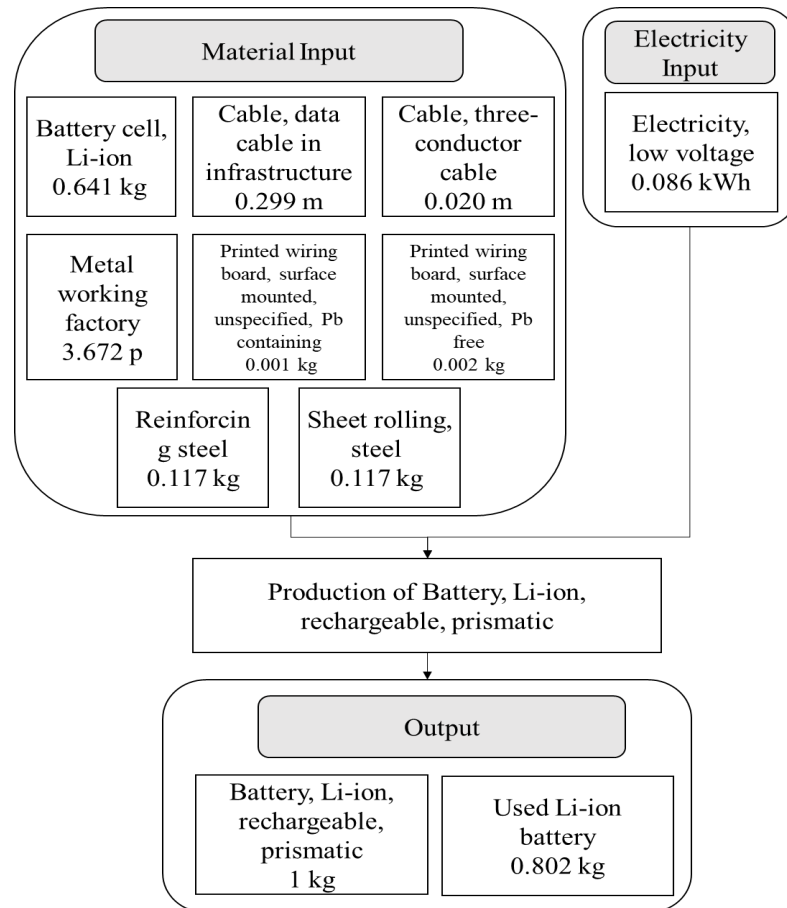 Material Input
Battery cell,
Li-ion
0.641 kg
Cable, data
cable in
infrastructure
0.299 m
Cable, three-
conductor
cable
0.020 m
Metal
working
factory
3.672 p
Printed wiring
board, surface
mounted,
unspecified, Pb
containing
0.001 kg
Printed wiring
board, surface
mounted,
unspecified, Pb
free
0.002 kg
Reinforcin
g steel
0.117 kg
Sheet rolling,
steel
0.117 kg
Electricity
Input
Electricity,
low voltage
0.086 kWh
Production of Battery, Li-ion,
rechargeable, prismatic
Output
Battery, Li-ion,
rechargeable,
prismatic
1 kg
Used Li-ion
battery
0.802 kg